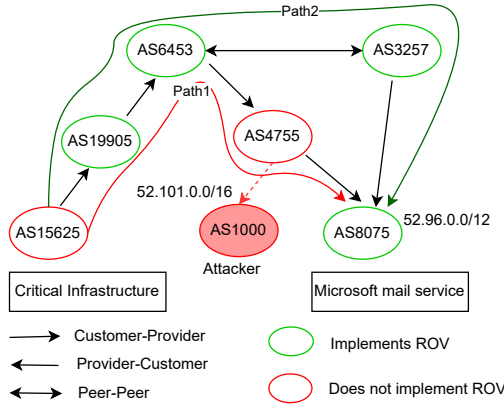 Path2
AS6453
AS3257
Path1
AS19905
AS4755
52.101.0.0/16
AS15625
AS1000
AS8075
52.96.0.0/12
Attacker
Critical Infrastructure
Microsoft mail service
Customer-Provider
Provider-Customer
Peer-Peer
Implements ROV
Does not implement ROV